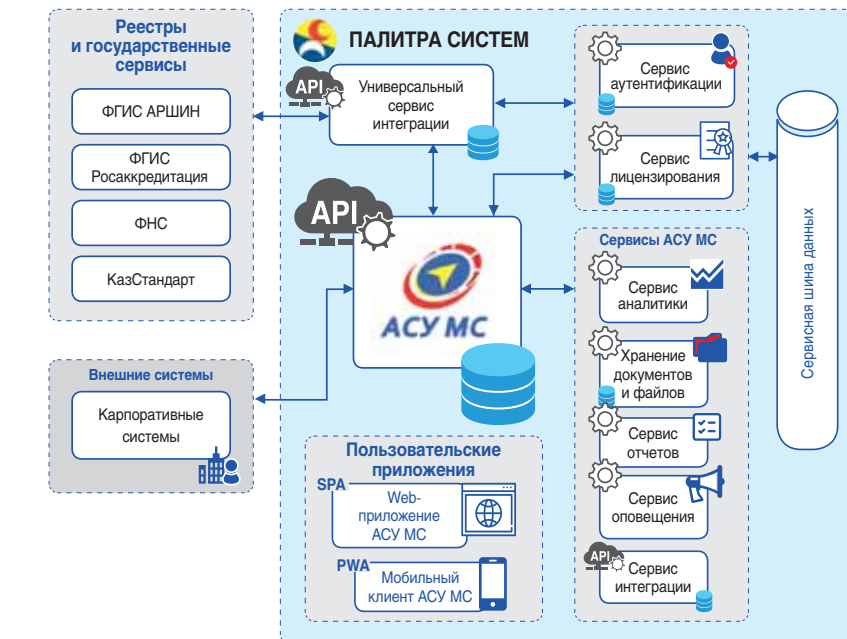 Реестры
и государственные
сервисы
ФГИС АРШИН
ФГИС
Росаккредитация
ФНС
КазСтандарт
Внешние системы
Карпоративные
системы
ПАЛИТРА СИСТЕМ
API
Универсальный
сервис
интеграции
API
АСУ МС
Пользовательские
приложения
SPA
Web-
приложение
АСУ МС
PWA
Мобильный
клиент АСУ МС
Сервис
аутентификации
Сервис
лицензирования
Сервисы АСУ МС
Сервис
аналитики
Хранение
документов
и файлов
Сервис
отчетов
Сервис
оповещения
API
Сервис
интеграции
Сервисная шина данных